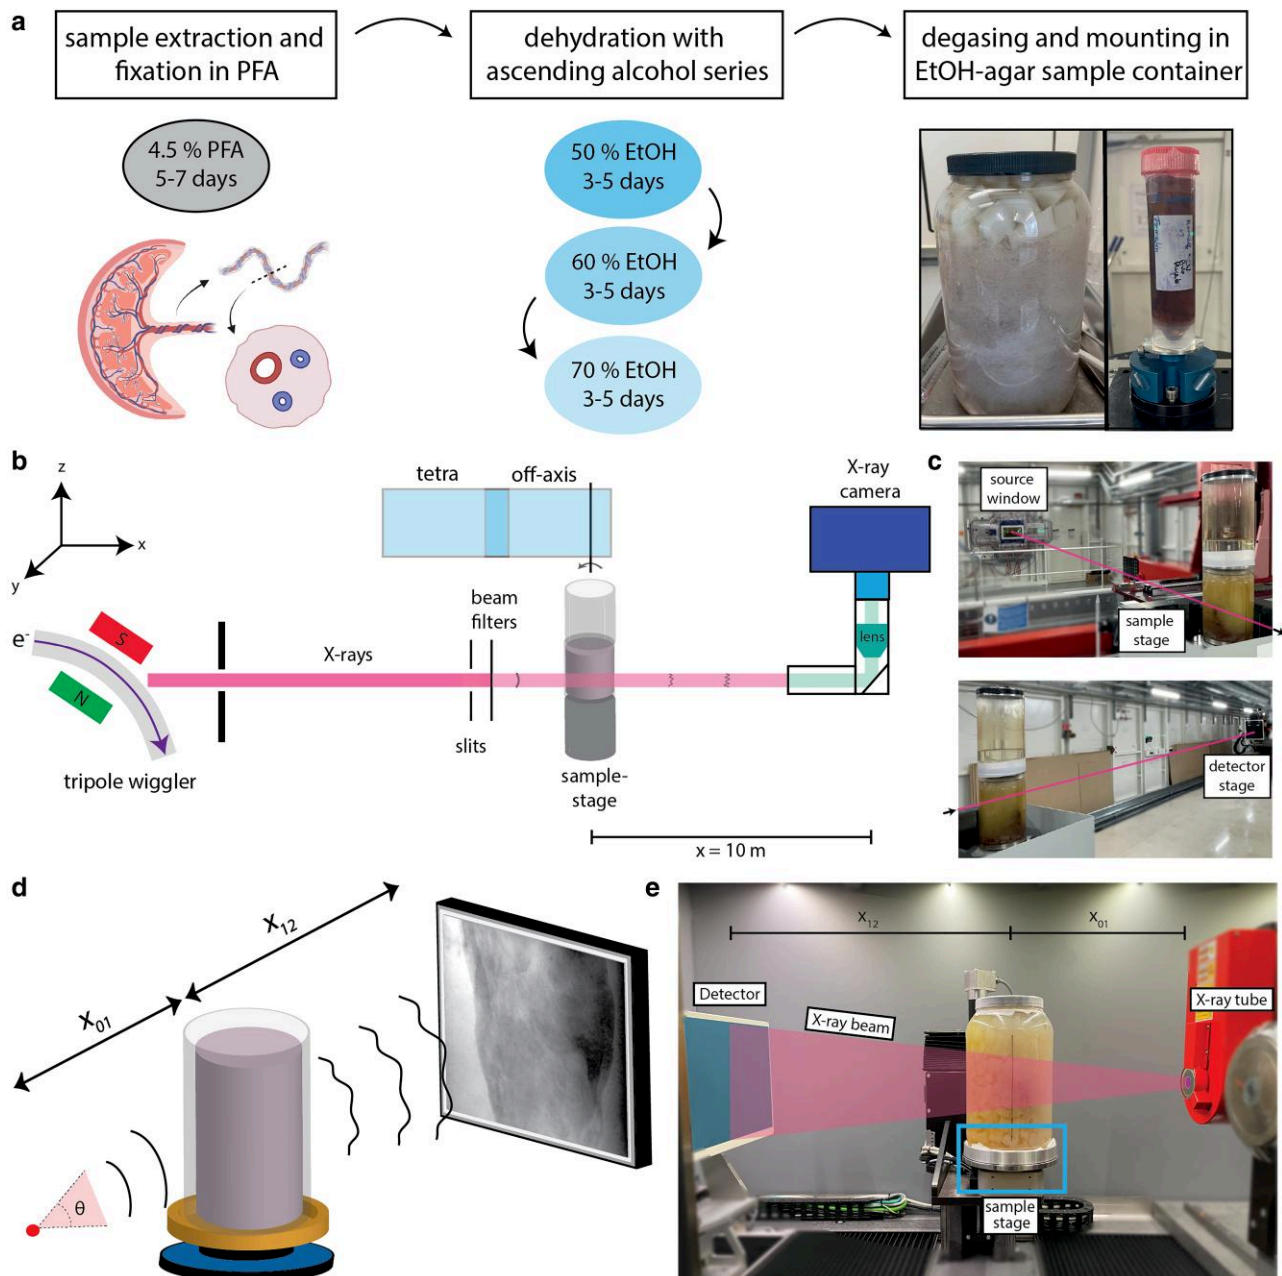 a
sample extraction and
fixation in PFA
dehydration with
ascending alcohol series
degasing and mounting in
EtOH-agar sample container
4.5 % PFA
5-7 days
50 % EtOH
3-5 days
60 % EtOH
3-5 days
70 % EtOH
3-5 days
b
z
x
y
tetra
off-axis
X-ray
camera
beam
filters
lens
e-
S
N
X-rays
slits
tripole wiggler
sample-
stage
x = 10 m
c
source
window
sample
stage
detector
stage
d
X12
X01
θ
e
X12
X01
Detector
X-ray beam
X-ray tube
sample
stage